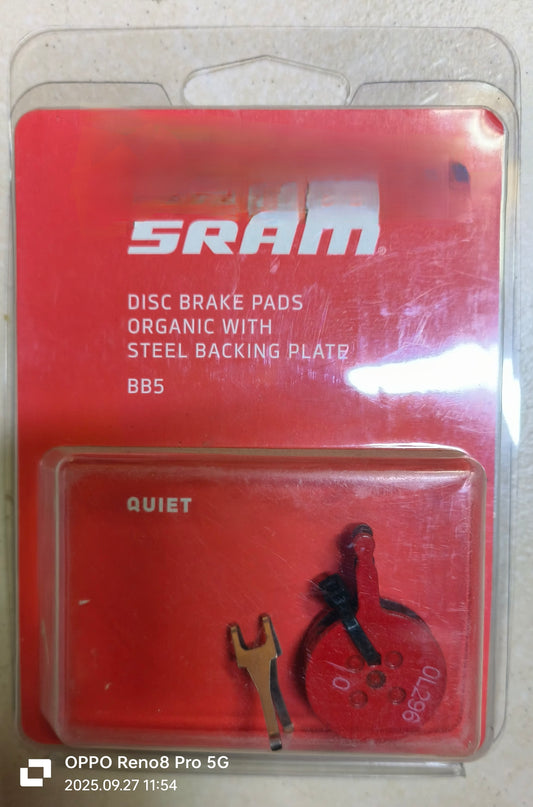 SRAM
DISC BRAKE PADS
ORGANIC WITH
STEEL BACKING PLATE
BB5
QUIET
OL296
OPPO Reno8 Pro 5G
2025.09.27 11:54